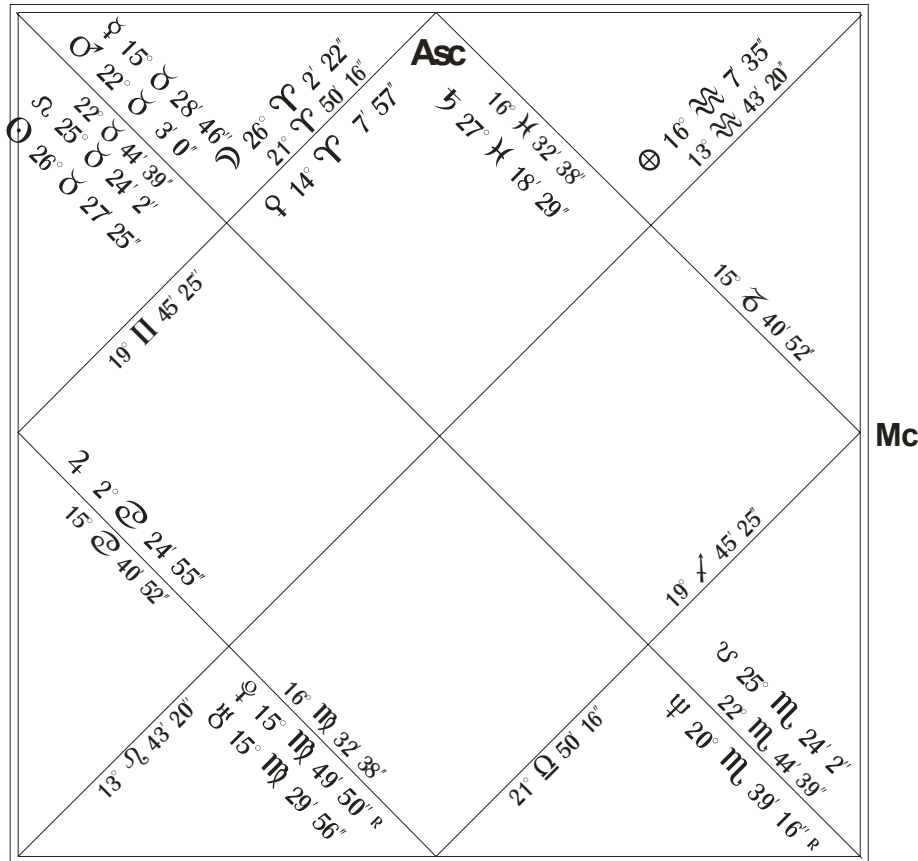 ☿ 15° ♉ 28′ 46″
♂ 22° ♉ 3′ 0″
22° ♉ 44′ 39″
☊ 25° ♉ 24′ 2″
☉ 26° ♉ 27′ 25″
☽ 26° ♈ 2′ 22″
21° ♈ 50′ 16″
♀ 14° ♈ 7′ 57″
Asc
16° ♓ 32′ 38″
♄ 27° ♓ 18′ 29″
⊗ 16° ♒ 7′ 35″
13° ♒ 43′ 20″
15° ♑ 40′ 52″
19° ♊ 45′ 25″
Mc
♃ 2° ♋ 24′ 55″
15° ♋ 40′ 52″
19° ♐ 45′ 25″
13° ♌ 43′ 20″
16° ♍ 32′ 38″
♀ 15° ♍ 49′ 50″ R
♅ 15° ♍ 29′ 56″
21° ♎ 50′ 16″
☋ 25° ♏ 24′ 2″
22° ♏ 44′ 39″
♆ 20° ♏ 39′ 16″ R